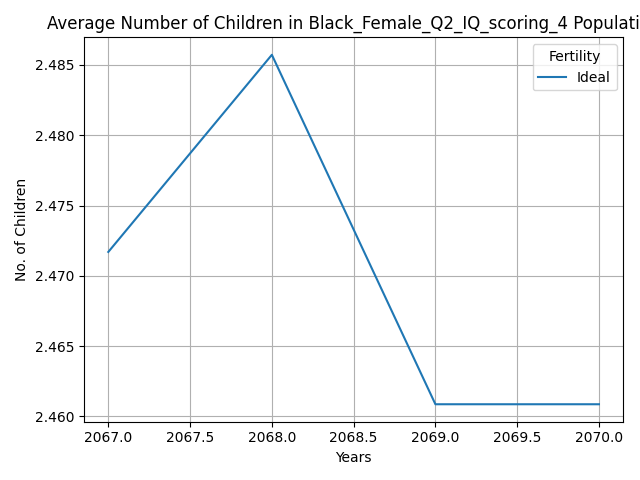 Average Number of Children in Black_Female_Q2_IQ_scoring_4 Populati
Fertility
Ideal
2.485
2.480
2.475
2.470
2.465
2.460
No. of Children
2067.0 2067.5 2068.0 2068.5 2069.0 2069.5 2070.0
Years